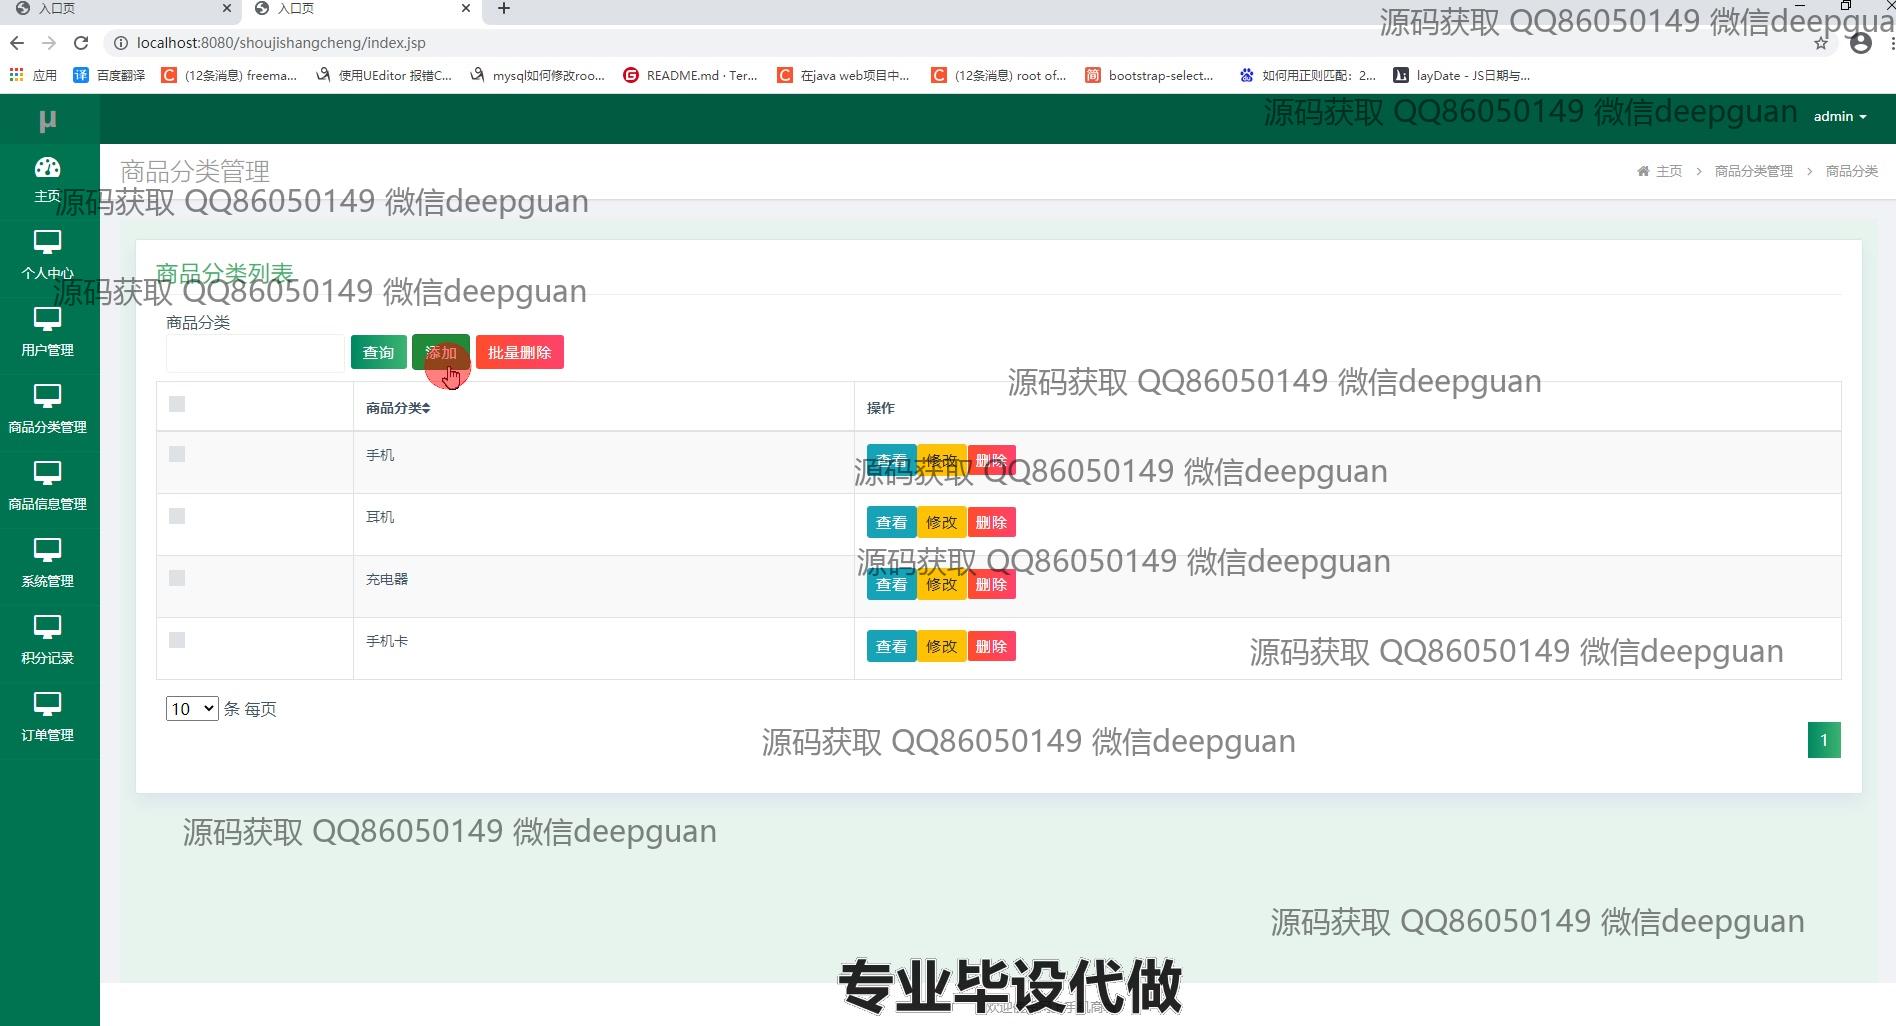 入口页
入口页
源码获取 QQ86050149 微信deepgua
localhost:8080/shoujishangcheng/index.jsp
应用
百度翻译
(12条消息) freema...
使用UEditor 报错C...
mysql如何修改roo...
README.md · Ter...
在java web项目中...
(12条消息) root of...
bootstrap-select...
如何用正则匹配：2...
layDate - JS日期与...
μ
源码获取 QQ86050149 微信deepguan
admin
主页
个人中心
用户管理
商品分类管理
商品信息管理
系统管理
积分记录
订单管理
商品分类管理
主页 > 商品分类管理 > 商品分类
源码获取 QQ86050149 微信deepguan
商品分类列表
源码获取 QQ86050149 微信deepguan
商品分类
查询 添加 批量删除
源码获取 QQ86050149 微信deepguan
商品分类 操作
手机 查看 修改 删除
源码获取 QQ86050149 微信deepguan
耳机 查看 修改 删除
源码获取 QQ86050149 微信deepguan
充电器 查看 修改 删除
手机卡 查看 修改 删除
源码获取 QQ86050149 微信deepguan
10 条 每页
源码获取 QQ86050149 微信deepguan
1
源码获取 QQ86050149 微信deepguan
源码获取 QQ86050149 微信deepguan
专业毕设代做